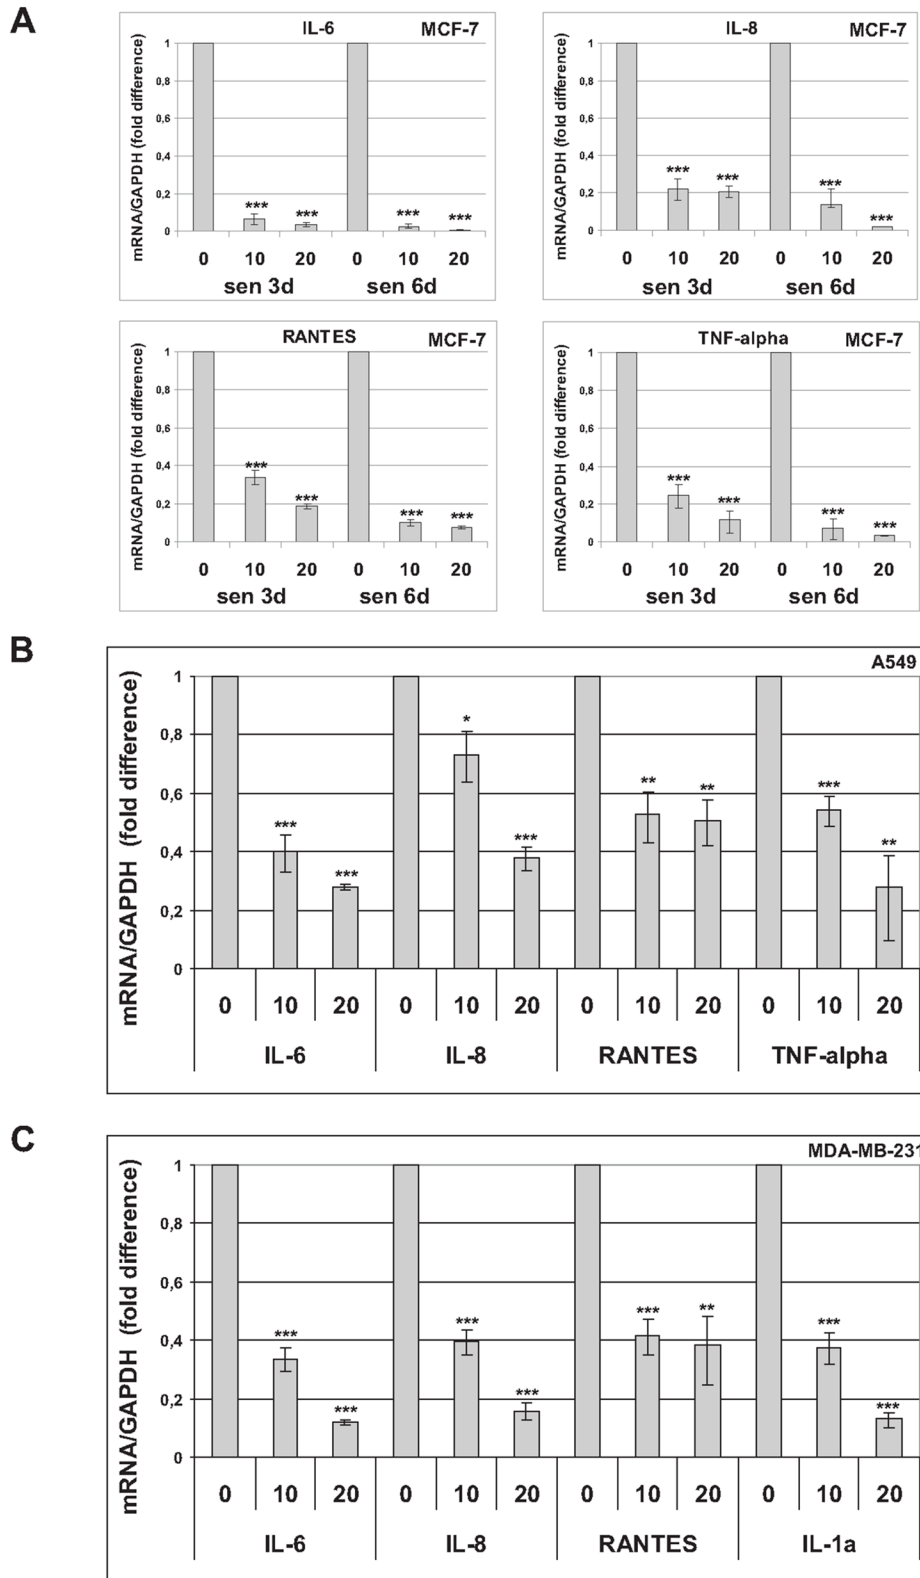 A
IL-6 MCF-7
mRNA/GAPDH (fold difference)
1
0,8
0,6
0,4
0,2
0
*** *** *** ***
0 10 20 0 10 20
sen 3d sen 6d
IL-8 MCF-7
mRNA/GAPDH (fold difference)
1
0,8
0,6
0,4
0,2
0
*** *** *** ***
0 10 20 0 10 20
sen 3d sen 6d
RANTES MCF-7
mRNA/GAPDH (fold difference)
1
0,8
0,6
0,4
0,2
0
*** *** *** ***
0 10 20 0 10 20
sen 3d sen 6d
TNF-alpha MCF-7
mRNA/GAPDH (fold difference)
1
0,8
0,6
0,4
0,2
0
*** *** *** ***
0 10 20 0 10 20
sen 3d sen 6d
B
A549
mRNA/GAPDH (fold difference)
1
0,8
0,6
0,4
0,2
0
*** *** * *** ** ** *** **
0 10 20 0 10 20 0 10 20 0 10 20
IL-6 IL-8 RANTES TNF-alpha
C
MDA-MB-231
mRNA/GAPDH (fold difference)
1
0,8
0,6
0,4
0,2
0
*** *** *** *** *** ** *** ***
0 10 20 0 10 20 0 10 20 0 10 20
IL-6 IL-8 RANTES IL-1a